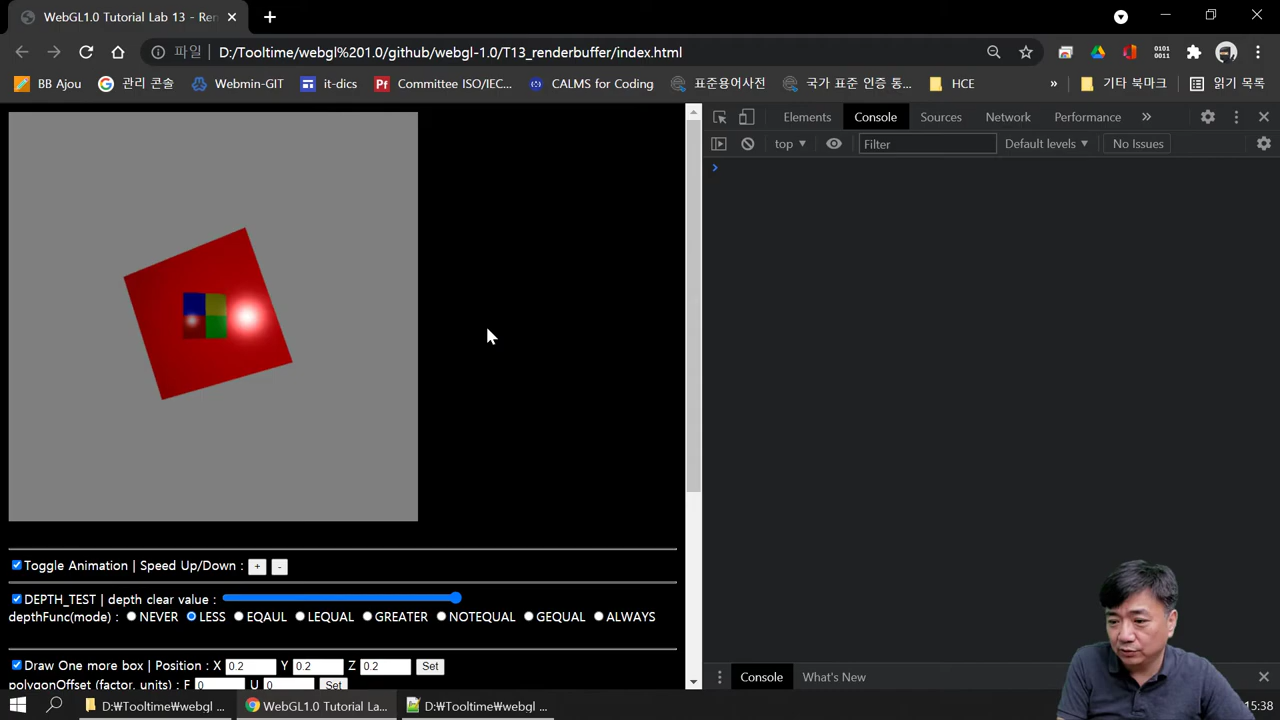 WebGL1.0 Tutorial Lab 13 - Ren
파일 D:/Tooltime/webgl%201.0/github/webgl-1.0/T13_renderbuffer/index.html
BB Ajou 관리 콘솔 Webmin-GIT it-dics Committee ISO/IEC... CALMS for Coding 표준용어사전 국가 표준 인증 통... HCE » 기타 북마크 읽기 목록
Elements Console Sources Network Performance »
top Filter Default levels No Issues
Toggle Animation | Speed Up/Down : + -
DEPTH_TEST | depth clear value :
depthFunc(mode) : NEVER LESS EQAUL LEQUAL GREATER NOTEQUAL GEQUAL ALWAYS
Draw One more box | Position : X 0.2 Y 0.2 Z 0.2 Set
polygonOffset (factor, units) : F 0 U 0 Set
Console What's New
D:₩Tooltime₩webgl ... WebGL1.0 Tutorial La... D:₩Tooltime₩webgl ... 15:38